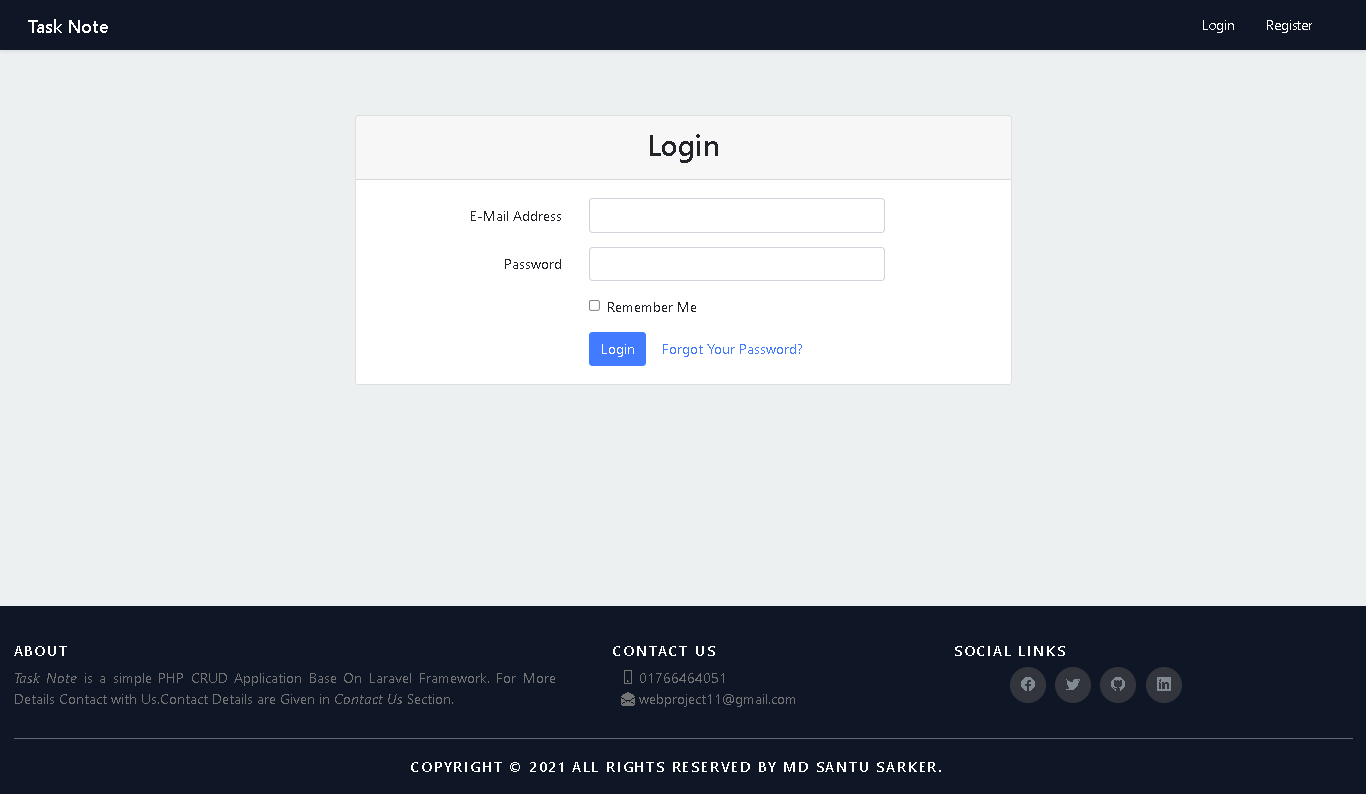 Task Note
Login
Register
Login
E-Mail Address
Password
Remember Me
Login
Forgot Your Password?
ABOUT
Task Note is a simple PHP CRUD Application Base On Laravel Framework. For More
Details Contact with Us.Contact Details are Given in Contact Us Section.
CONTACT US
01766464051
webproject11@gmail.com
SOCIAL LINKS
COPYRIGHT © 2021 ALL RIGHTS RESERVED BY MD SANTU SARKER.